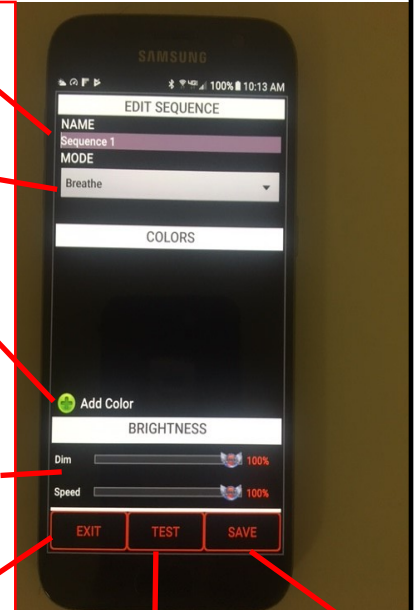 SAMSUNG
100% 10:13 AM
EDIT SEQUENCE
NAME
Sequence 1
MODE
Breathe
COLORS
Add Color
BRIGHTNESS
Dim 100%
Speed 100%
EXIT TEST SAVE